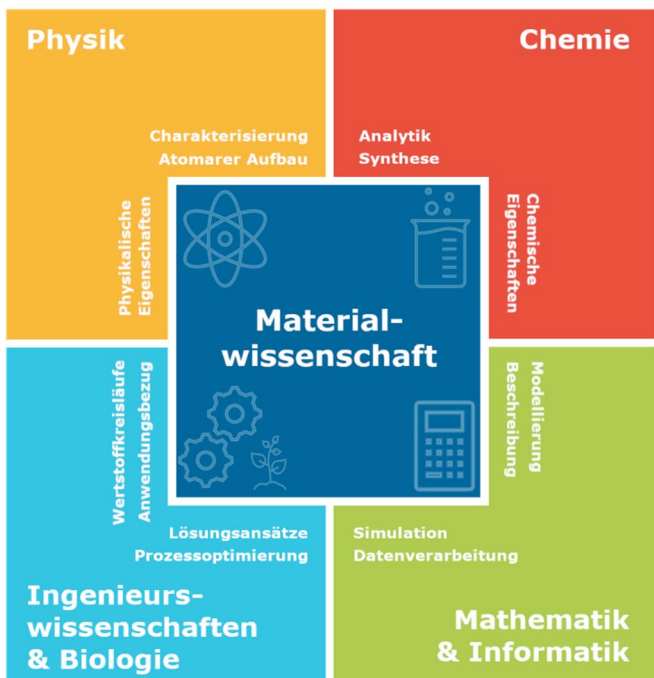 Physik
Charakterisierung
Atomarer Aufbau
Physikalische
Eigenschaften
Chemie
Analytik
Synthese
Chemische
Eigenschaften
Material-
wissenschaft
Wertstoffkreisläufe
Anwendungsbezug
Lösungsansätze
Prozessoptimierung
Ingenieurs-
wissenschaften
& Biologie
Modellierung
Beschreibung
Simulation
Datenverarbeitung
Mathematik
& Informatik